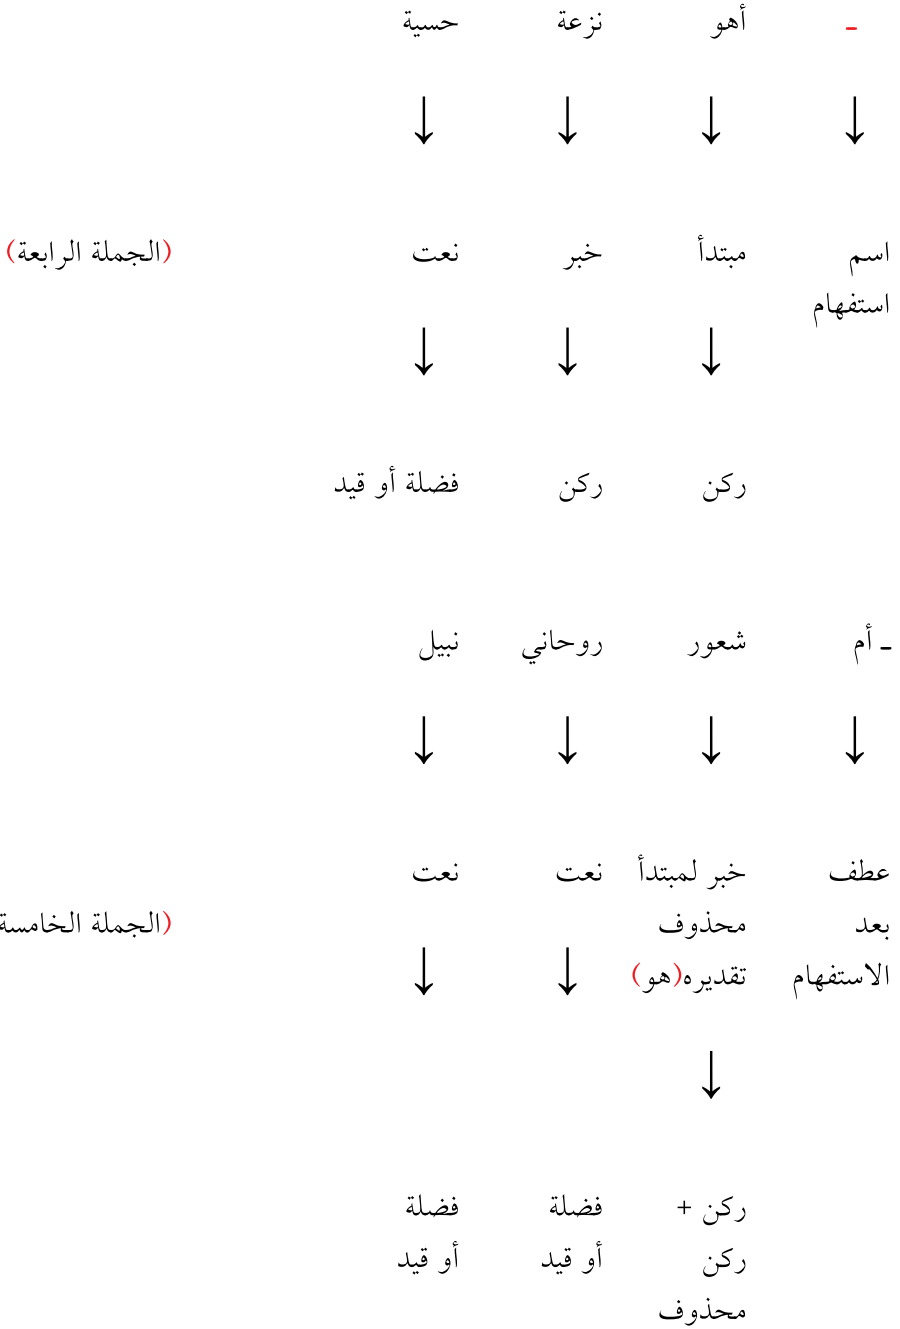 ـ أهو نزعة حسية
↓ ↓ ↓ ↓
اسم مبتدأ خبر نعت (الجملة الرابعة)
استفهام
↓ ↓ ↓
ركن ركن فضلة أو قيد
ـ أم شعور روحاني نبيل
↓ ↓ ↓ ↓
عطف خبر لمبتدأ نعت نعت
بعد محذوف (الجملة الخامسة
الاستفهام تقديره(هو) ↓ ↓
↓
ركن + فضلة فضلة
ركن أو قيد أو قيد
محذوف